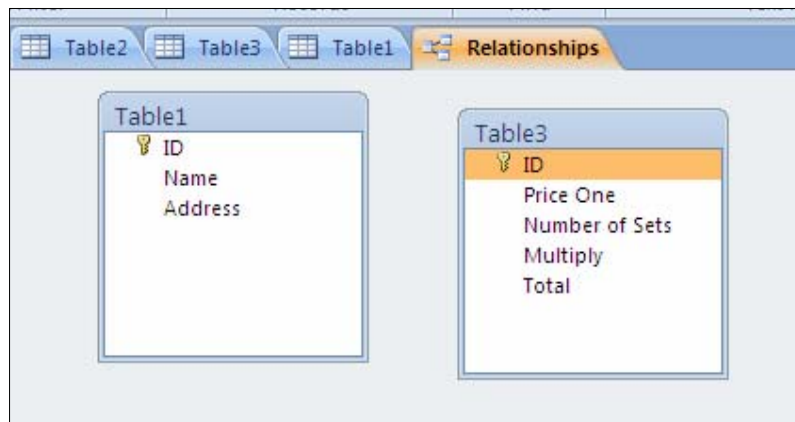 Table2 Table3 Table1 Relationships
Table1
ID
Name
Address
Table3
ID
Price One
Number of Sets
Multiply
Total